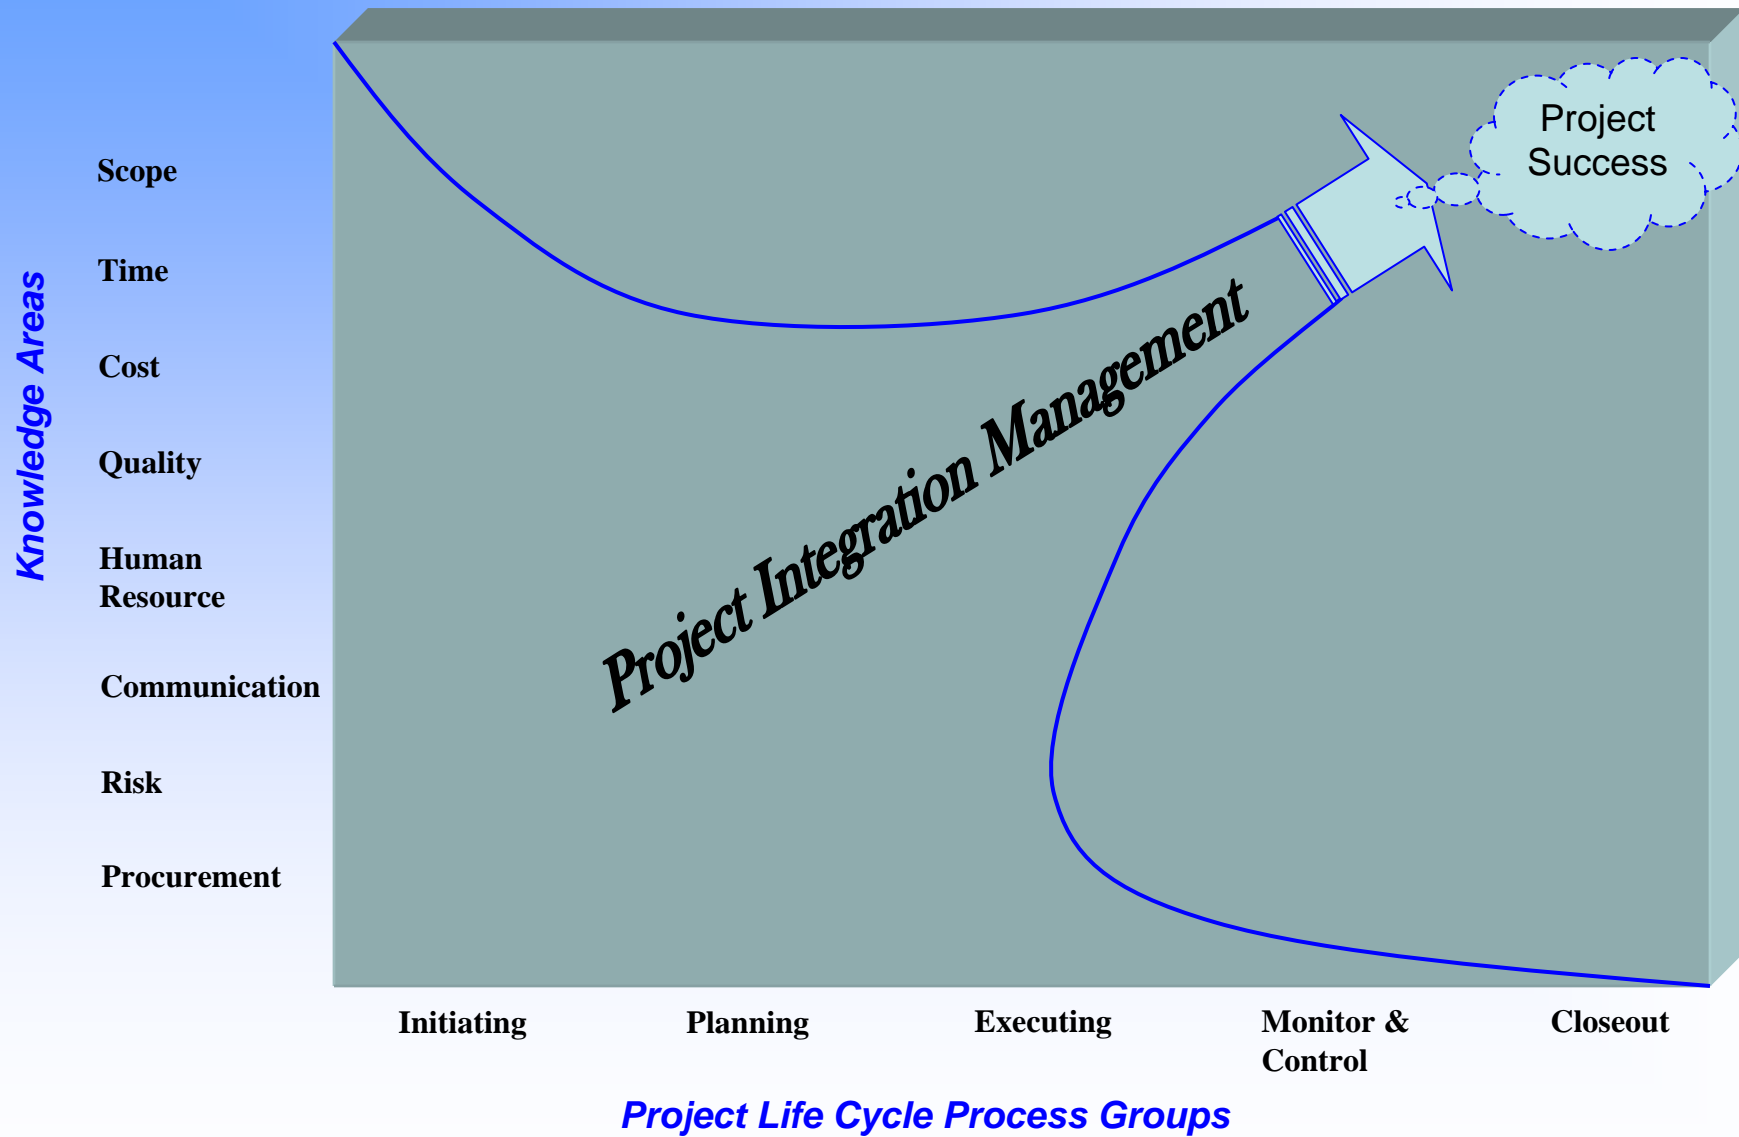 Project
Success
Knowledge Areas
Scope
Time
Cost
Quality
Human
Resource
Communication
Risk
Procurement
Project Integration Management
Initiating
Planning
Executing
Monitor &
Control
Closeout
Project Life Cycle Process Groups